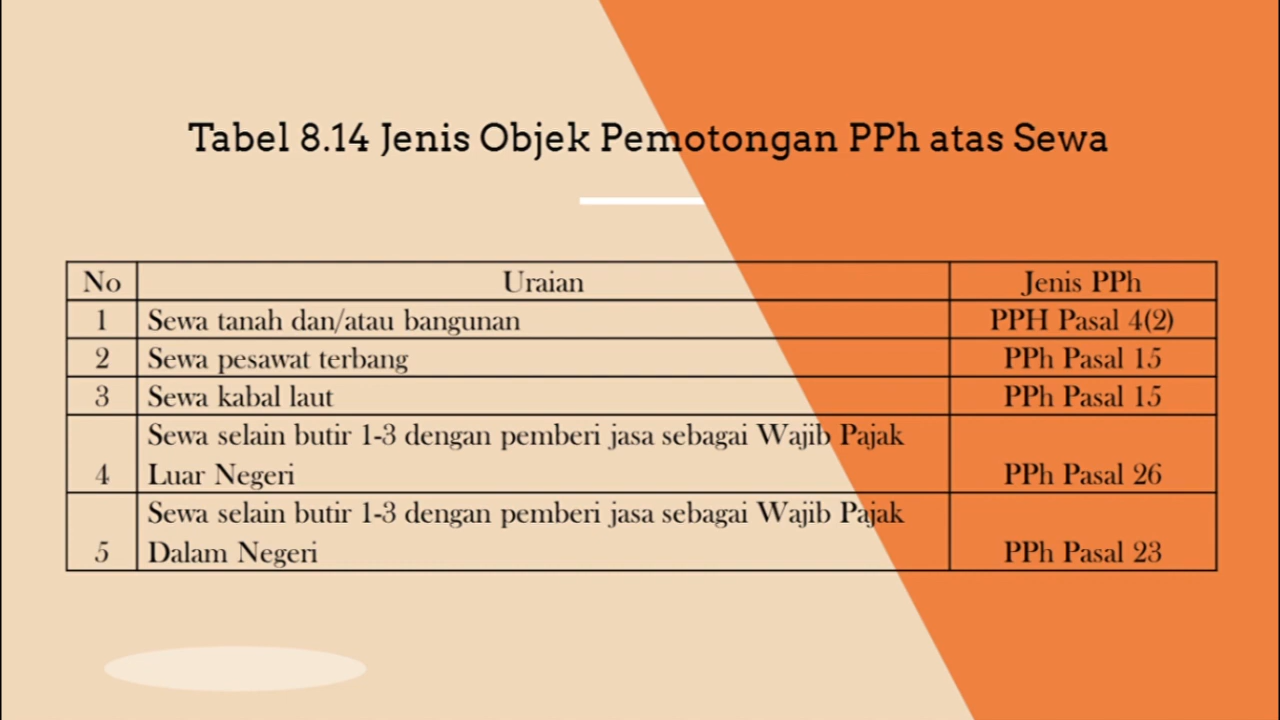 Tabel 8.14 Jenis Objek Pemotongan PPh atas Sewa
No Uraian Jenis PPh
1 Sewa tanah dan/atau bangunan PPH Pasal 4(2)
2 Sewa pesawat terbang PPh Pasal 15
3 Sewa kabal laut PPh Pasal 15
Sewa selain butir 1-3 dengan pemberi jasa sebagai Wajib Pajak
4 Luar Negeri PPh Pasal 26
Sewa selain butir 1-3 dengan pemberi jasa sebagai Wajib Pajak
5 Dalam Negeri PPh Pasal 23